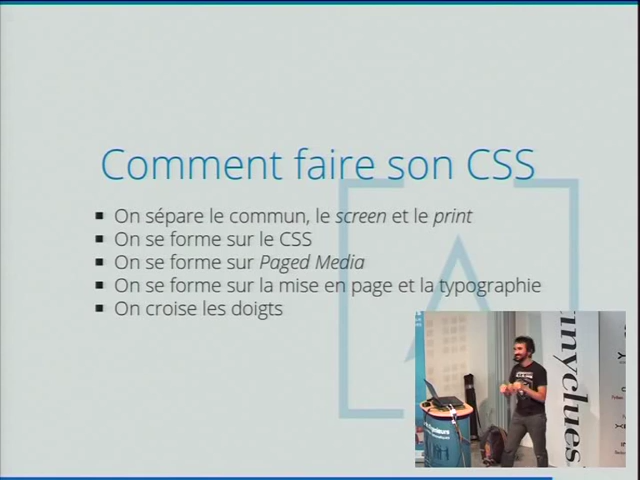 Comment faire son CSS
On sépare le commun, le screen et le print
On se forme sur le CSS
On se forme sur Paged Media
On se forme sur la mise en page et la typographie
On croise les doigts
myclues